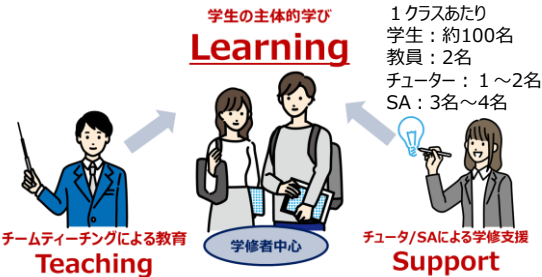 学生の主体的学び
Learning
１クラスあたり
学生：約100名
教員：2名
チューター：１～2名
SA：3名～4名
チームティーチングによる教育
Teaching
学修者中心
チュータ/SAによる学修支援
Support